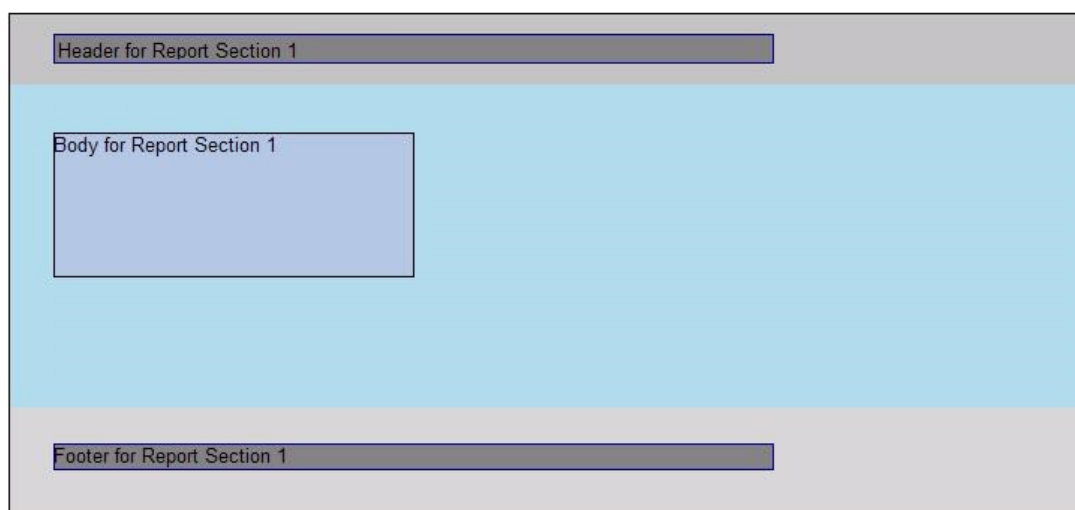 Header for Report Section 1
Body for Report Section 1
Footer for Report Section 1